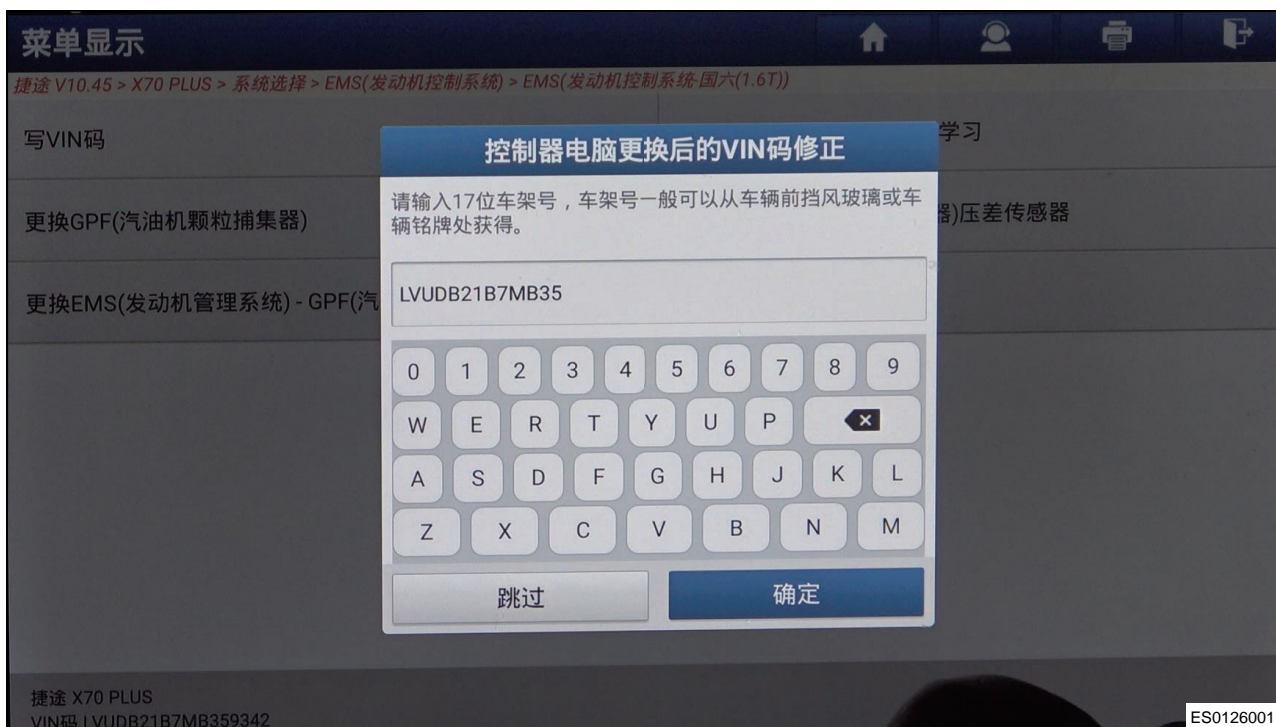 菜单显示
捷途 V10.45 > X70 PLUS > 系统选择 > EMS(发动机控制系统) > EMS(发动机控制系统-国六(1.6T))
写VIN码
学习
控制器电脑更换后的VIN码修正
请输入17位车架号，车架号一般可以从车辆前挡风玻璃或车
辆铭牌处获得。
更换GPF(汽油机颗粒捕集器)
器)压差传感器
LVUDB21B7MB35
更换EMS(发动机管理系统) - GPF(汽
0 1 2 3 4 5 6 7 8 9
W E R T Y U P
A S D F G H J K L
Z X C V B N M
跳过 确定
捷途 X70 PLUS
VIN码 LVUDB21B7MB359342
ES0126001